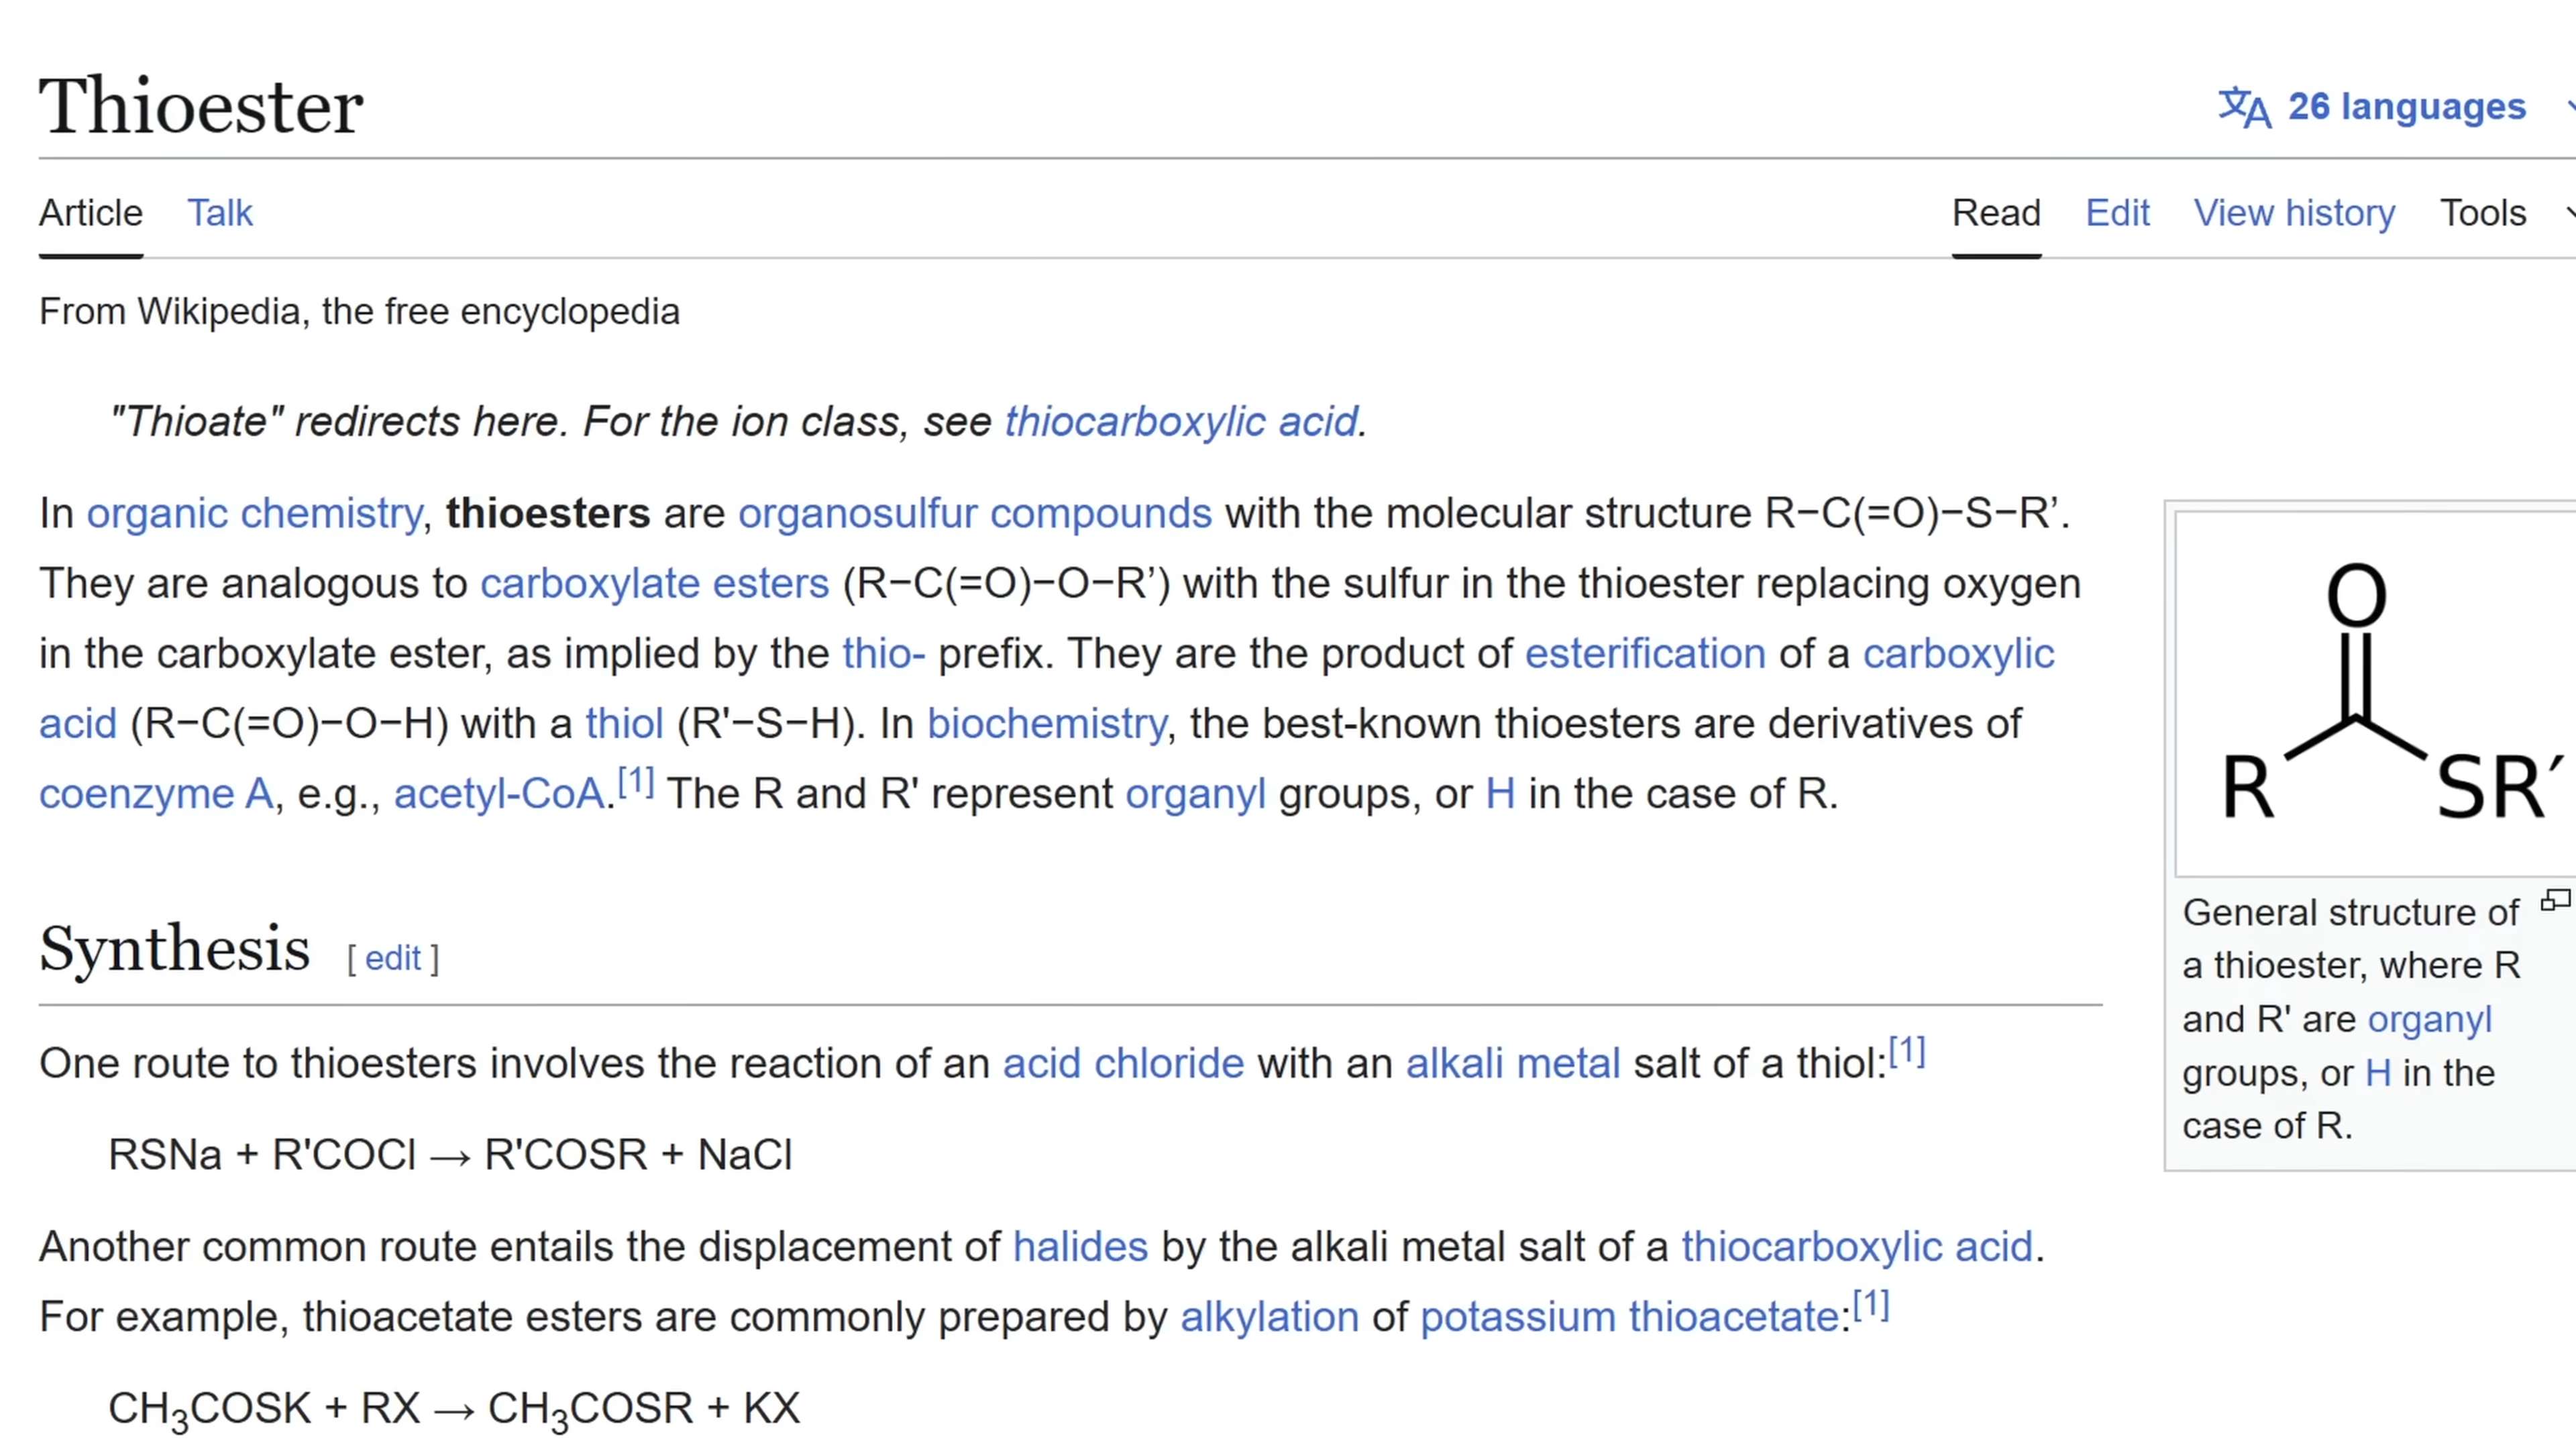 Thioester
文A 26 languages
Article Talk
Read Edit View history Tools
From Wikipedia, the free encyclopedia
"Thioate" redirects here. For the ion class, see thiocarboxylic acid.
In organic chemistry, thioesters are organosulfur compounds with the molecular structure R−C(=O)−S−R’.
They are analogous to carboxylate esters (R−C(=O)−O−R’) with the sulfur in the thioester replacing oxygen
in the carboxylate ester, as implied by the thio- prefix. They are the product of esterification of a carboxylic
acid (R−C(=O)−O−H) with a thiol (R'−S−H). In biochemistry, the best-known thioesters are derivatives of
coenzyme A, e.g., acetyl-CoA.[1] The R and R' represent organyl groups, or H in the case of R.
O
R SR′
General structure of
a thioester, where R
and R' are organyl
groups, or H in the
case of R.
Synthesis [ edit ]
One route to thioesters involves the reaction of an acid chloride with an alkali metal salt of a thiol:[1]
RSNa + R'COCl → R'COSR + NaCl
Another common route entails the displacement of halides by the alkali metal salt of a thiocarboxylic acid.
For example, thioacetate esters are commonly prepared by alkylation of potassium thioacetate:[1]
CH₃COSK + RX → CH₃COSR + KX